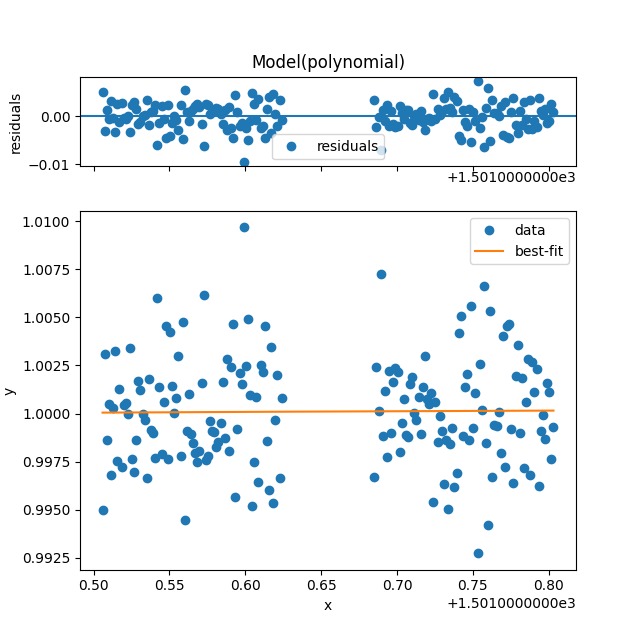 Model(polynomial)
residuals
0.00
−0.01
residuals
+1.5010000000e3
y
1.0100
1.0075
1.0050
1.0025
1.0000
0.9975
0.9950
0.9925
data
best-fit
0.50 0.55 0.60 0.65 0.70 0.75 0.80
x
+1.5010000000e3